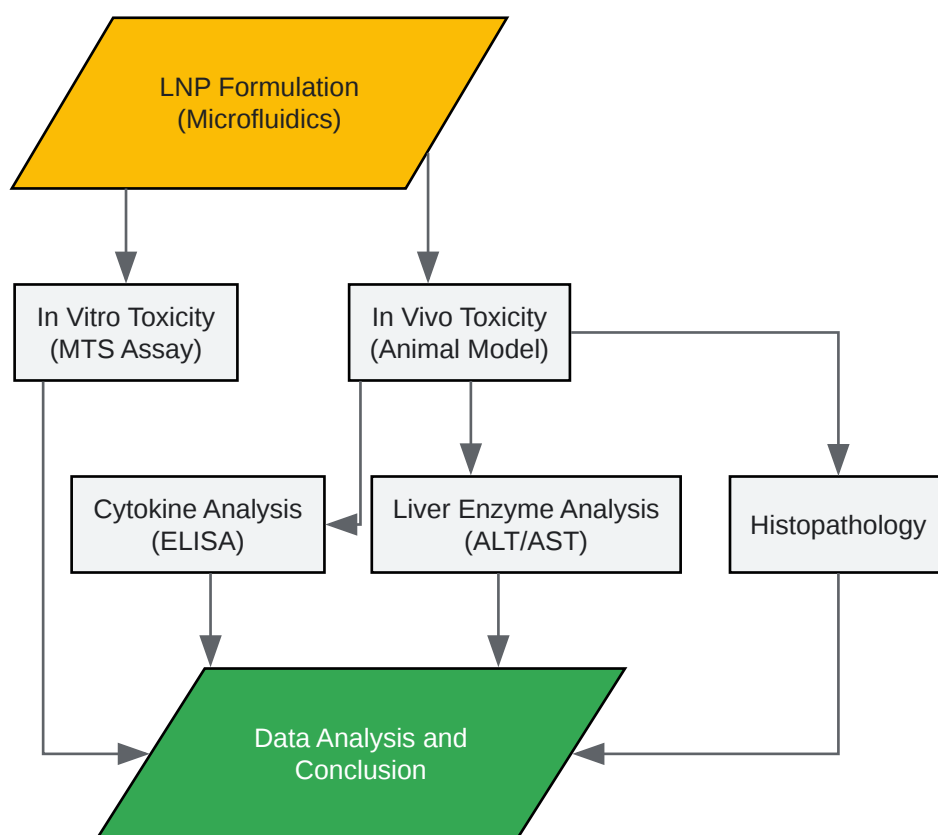 LNP Formulation
(Microfluidics)
In Vitro Toxicity
(MTS Assay)
In Vivo Toxicity
(Animal Model)
Cytokine Analysis
(ELISA)
Liver Enzyme Analysis
(ALT/AST)
Histopathology
Data Analysis and
Conclusion